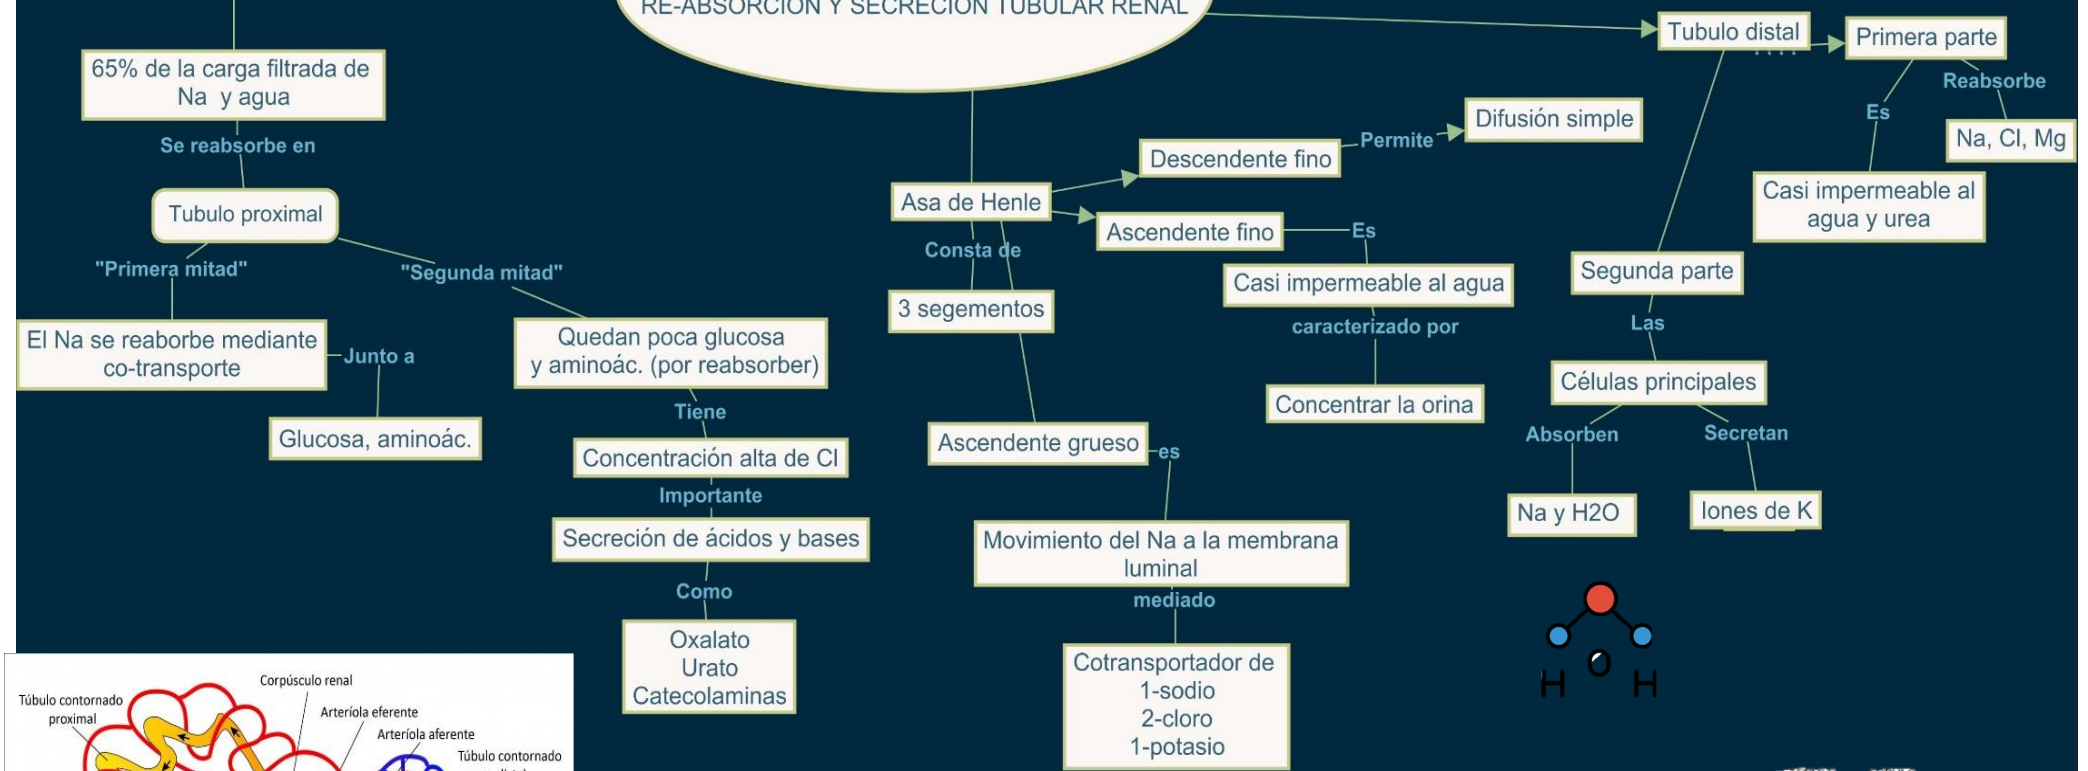 RE-ABSORCIÓN Y SECRECIÓN TUBULAR RENAL
65% de la carga filtrada de
Na y agua
Se reabsorbe en
Tubulo proximal
"Primera mitad"
"Segunda mitad"
El Na se reaborbe mediante
co-transporte
Junto a
Glucosa, aminoác.
Quedan poca glucosa
y aminoác. (por reabsorber)
Tiene
Concentración alta de Cl
Importante
Secreción de ácidos y bases
Como
Oxalato
Urato
Catecolaminas
Asa de Henle
Descendente fino
Permite
Difusión simple
Ascendente fino
Es
Casi impermeable al agua
caracterizado por
Concentrar la orina
Consta de
3 segementos
Ascendente grueso
es
Movimiento del Na a la membrana
luminal
mediado
Cotransportador de
1-sodio
2-cloro
1-potasio
Tubulo distal
Primera parte
Reabsorbe
Na, Cl, Mg
Es
Casi impermeable al
agua y urea
Segunda parte
Las
Células principales
Absorben
Secretan
Na y H2O
Iones de K
H O H
Corpúsculo renal
Túbulo contornado
proximal
Arteríola eferente
Arteríola aferente
Túbulo contornado